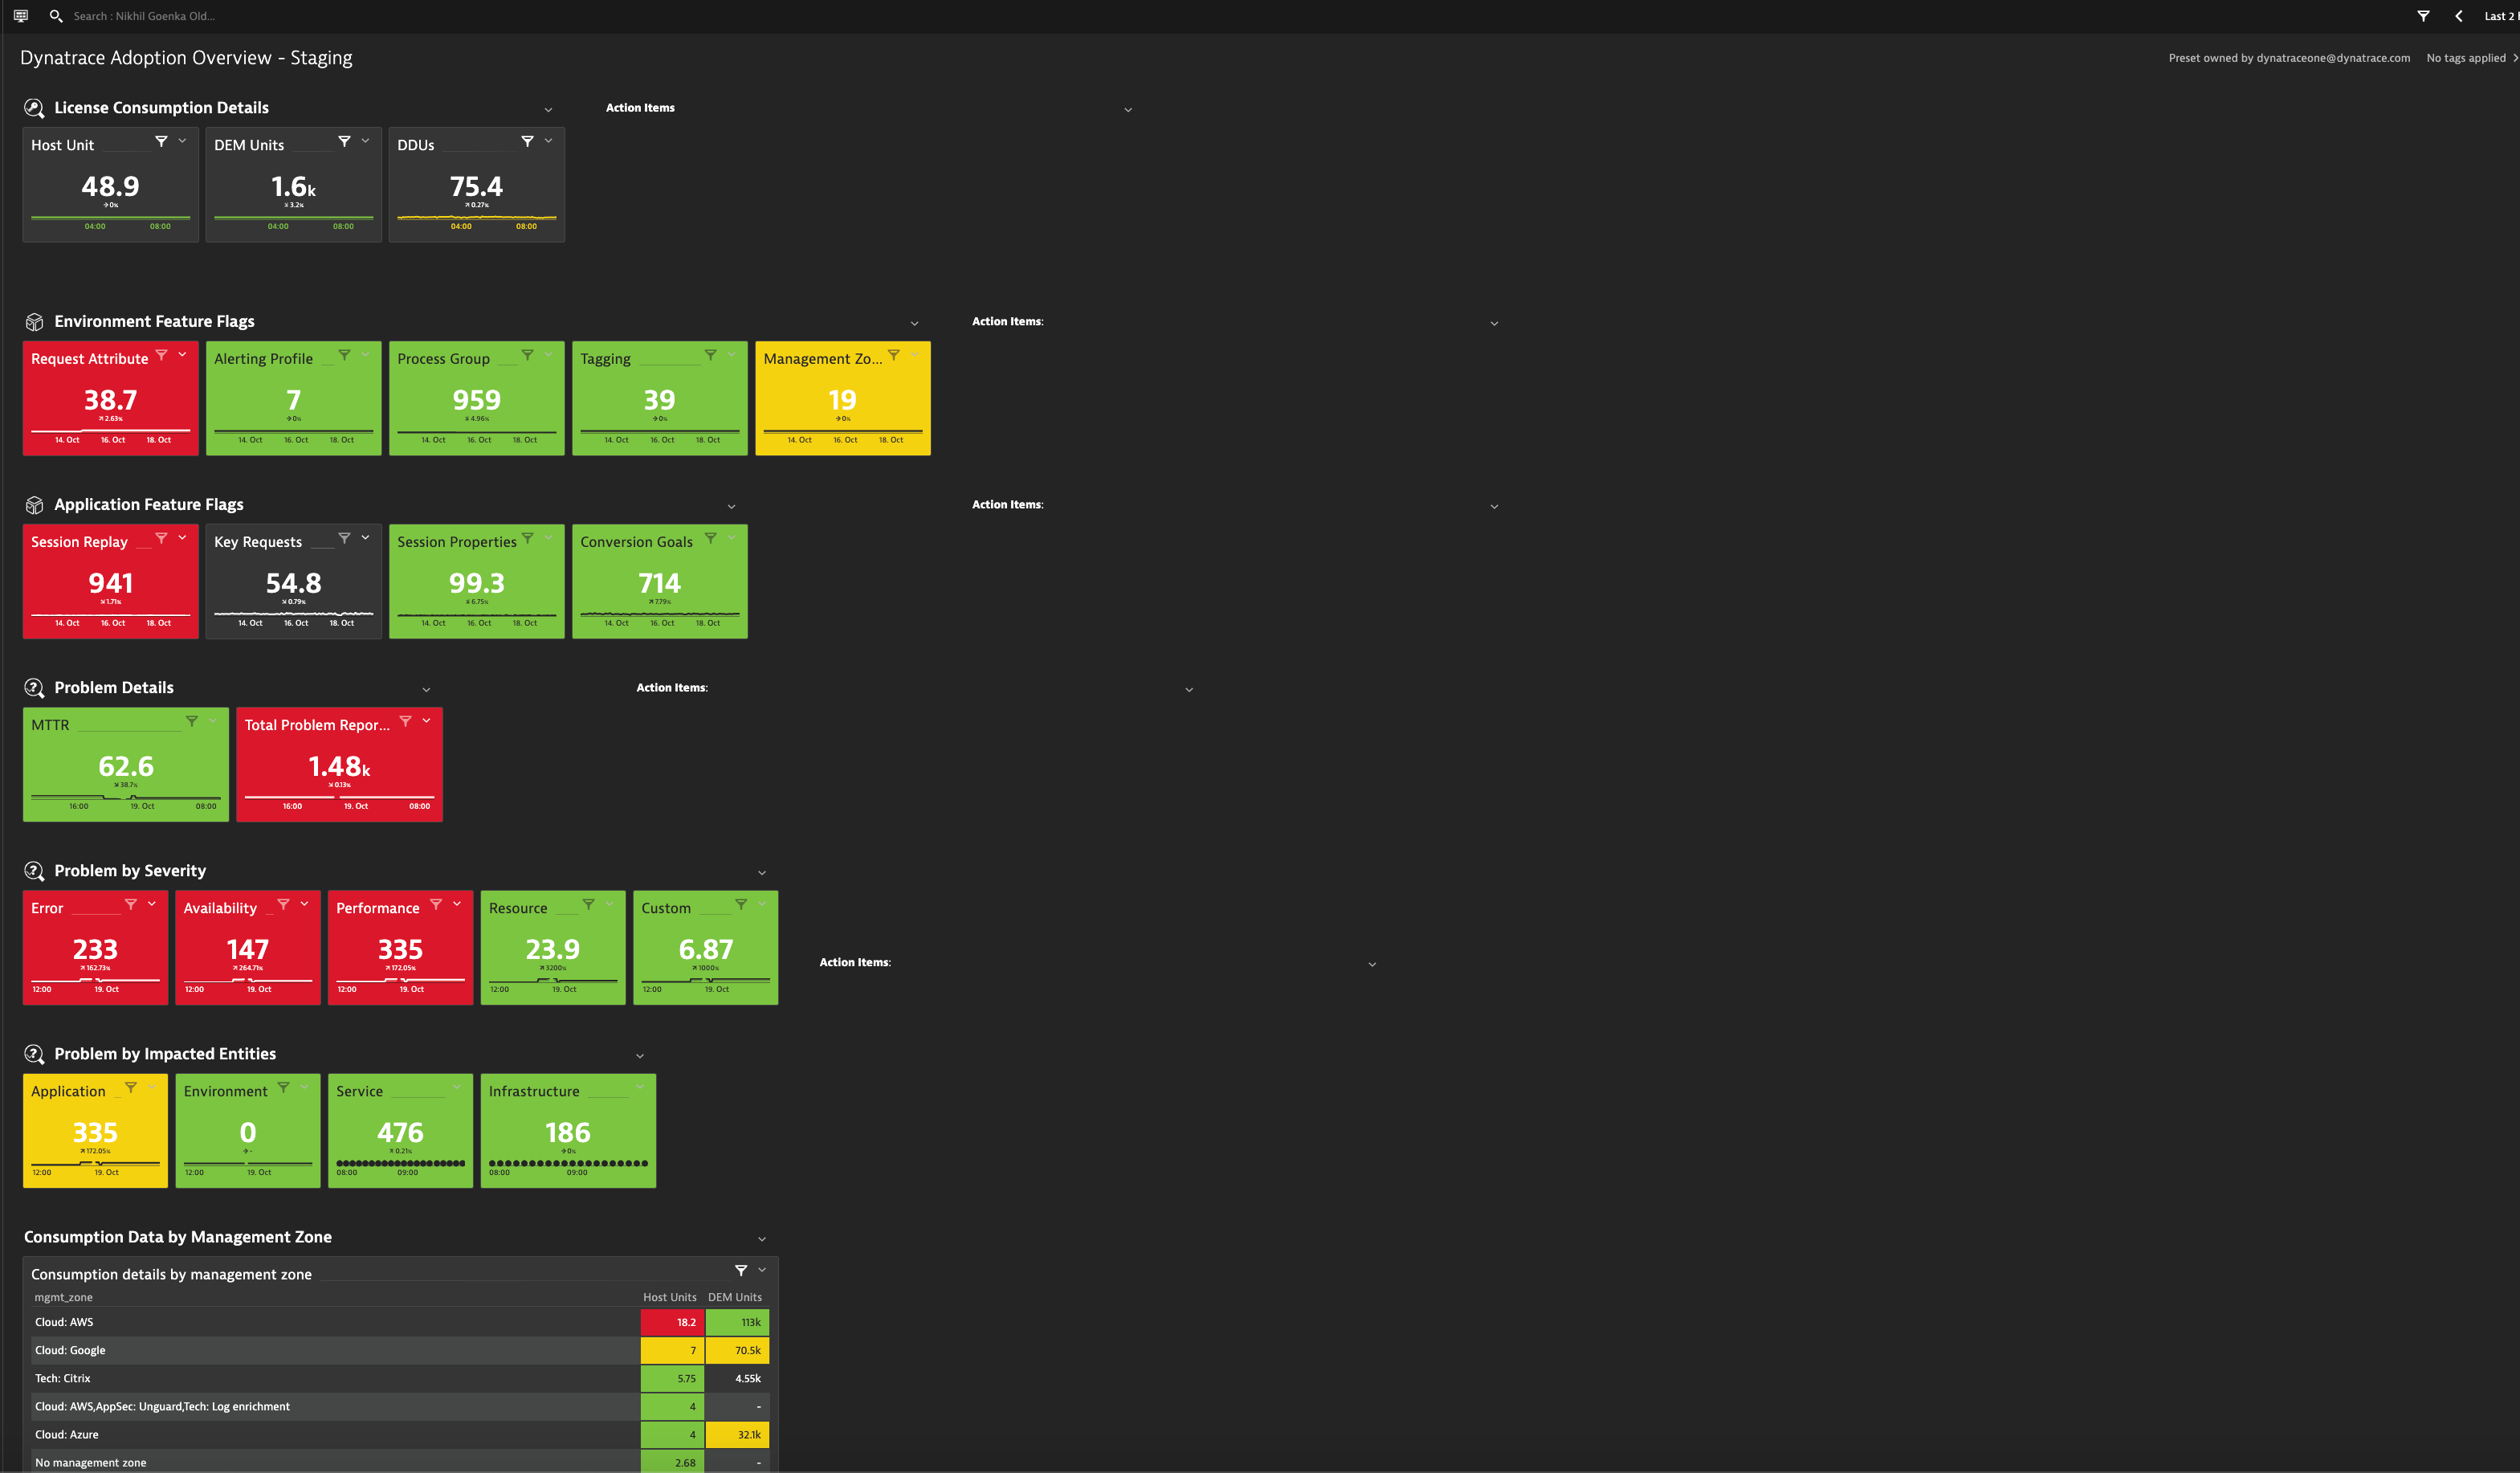 Search : Nikhil Goenka Old...
Last 2
Dynatrace Adoption Overview - Staging
Preset owned by dynatraceone@dynatrace.com No tags applied
License Consumption Details
Action Items
Host Unit DEM Units DDUs
48.9 1.6k 75.4
0% 3.2% 0.27%
04:00 08:00 04:00 08:00 04:00 08:00
Environment Feature Flags
Action Items:
Request Attribute Alerting Profile Process Group Tagging Management Zo...
38.7 7 959 39 19
2.63% 0% 4.96% 0% 0%
14. Oct 16. Oct 18. Oct 14. Oct 16. Oct 18. Oct 14. Oct 16. Oct 18. Oct 14. Oct 16. Oct 18. Oct 14. Oct 16. Oct 18. Oct
Application Feature Flags
Action Items:
Session Replay Key Requests Session Properties Conversion Goals
941 54.8 99.3 714
1.71% 0.79% 6.75% 7.79%
14. Oct 16. Oct 18. Oct 14. Oct 16. Oct 18. Oct 14. Oct 16. Oct 18. Oct 14. Oct 16. Oct 18. Oct
Problem Details
Action Items:
MTTR Total Problem Repor...
62.6 1.48k
38.7% 0.13%
16:00 19. Oct 08:00 16:00 19. Oct 08:00
Problem by Severity
Error Availability Performance Resource Custom
233 147 335 23.9 6.87
162.73% 264.71% 172.05% 3200% 1000%
12:00 19. Oct 12:00 19. Oct 12:00 19. Oct 12:00 19. Oct 12:00 19. Oct
Action Items:
Problem by Impacted Entities
Application Environment Service Infrastructure
335 0 476 186
172.05% - 0.21% 0%
12:00 19. Oct 12:00 19. Oct 08:00 09:00 08:00 09:00
Consumption Data by Management Zone
Consumption details by management zone
mgmt_zone Host Units DEM Units
Cloud: AWS 18.2 113k
Cloud: Google 7 70.5k
Tech: Citrix 5.75 4.55k
Cloud: AWS,AppSec: Unguard,Tech: Log enrichment 4 -
Cloud: Azure 4 32.1k
No management zone 2.68 -